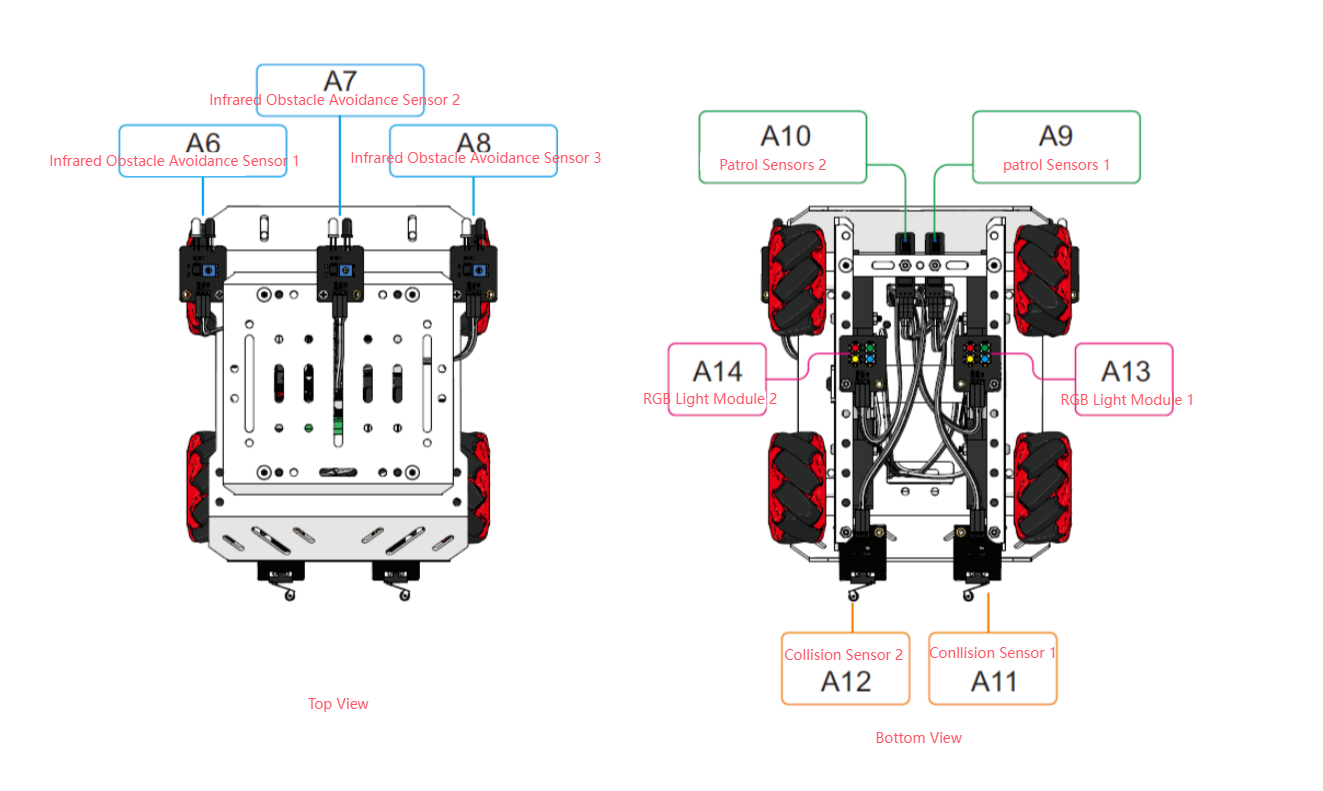 A7
Infrared Obstacle Avoidance Sensor 2
A6
Infrared Obstacle Avoidance Sensor 1
A8
Infrared Obstacle Avoidance Sensor 3
Top View
A10
Patrol Sensors 2
A9
patrol Sensors 1
A14
RGB Light Module 2
A13
RGB Light Module 1
Collision Sensor 2
A12
Conllision Sensor 1
A11
Bottom View